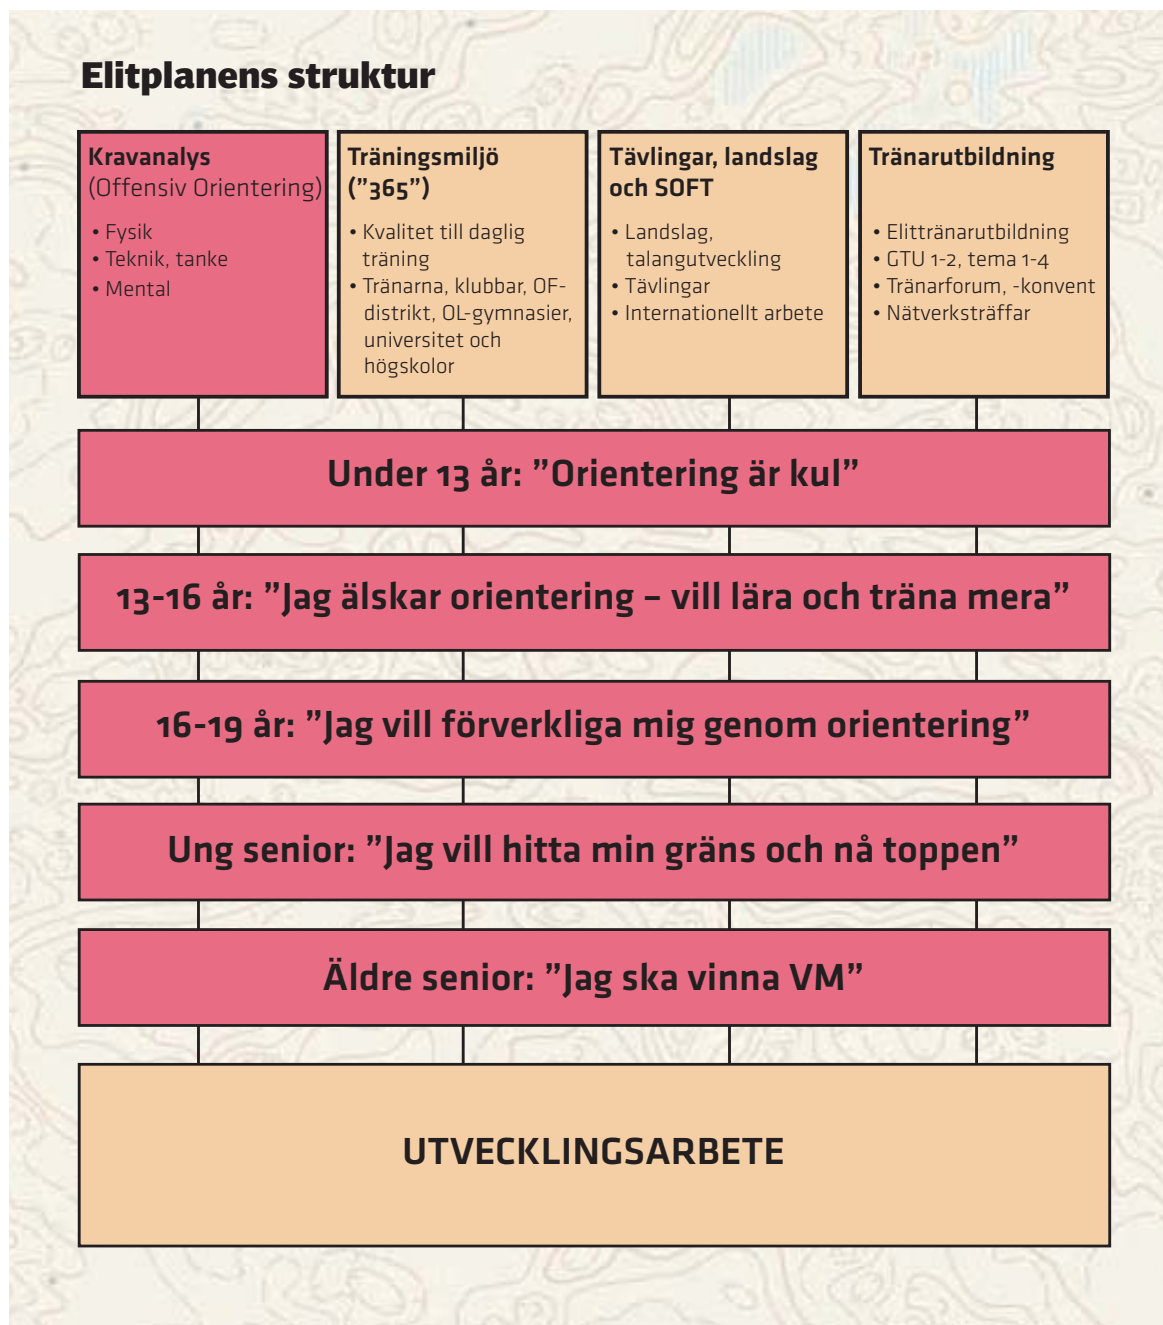 Elitplanens struktur
Kravanalys
(Offensiv Orientering)
• Fysik
• Teknik, tanke
• Mental
Träningsmiljö
(”365”)
• Kvalitet till daglig
träning
• Tränarna, klubbar, OF-
distrikt, OL-gymnasier,
universitet och
högskolor
Tävlingar, landslag
och SOFT
• Landslag,
talangutveckling
• Tävlingar
• Internationellt arbete
Tränarutbildning
• Elittränarutbildning
• GTU 1-2, tema 1-4
• Tränarforum, -konvent
• Nätverksträffar
Under 13 år: ”Orientering är kul”
13-16 år: ”Jag älskar orientering – vill lära och träna mera”
16-19 år: ”Jag vill förverkliga mig genom orientering”
Ung senior: ”Jag vill hitta min gräns och nå toppen”
Äldre senior: ”Jag ska vinna VM”
UTVECKLINGSARBETE